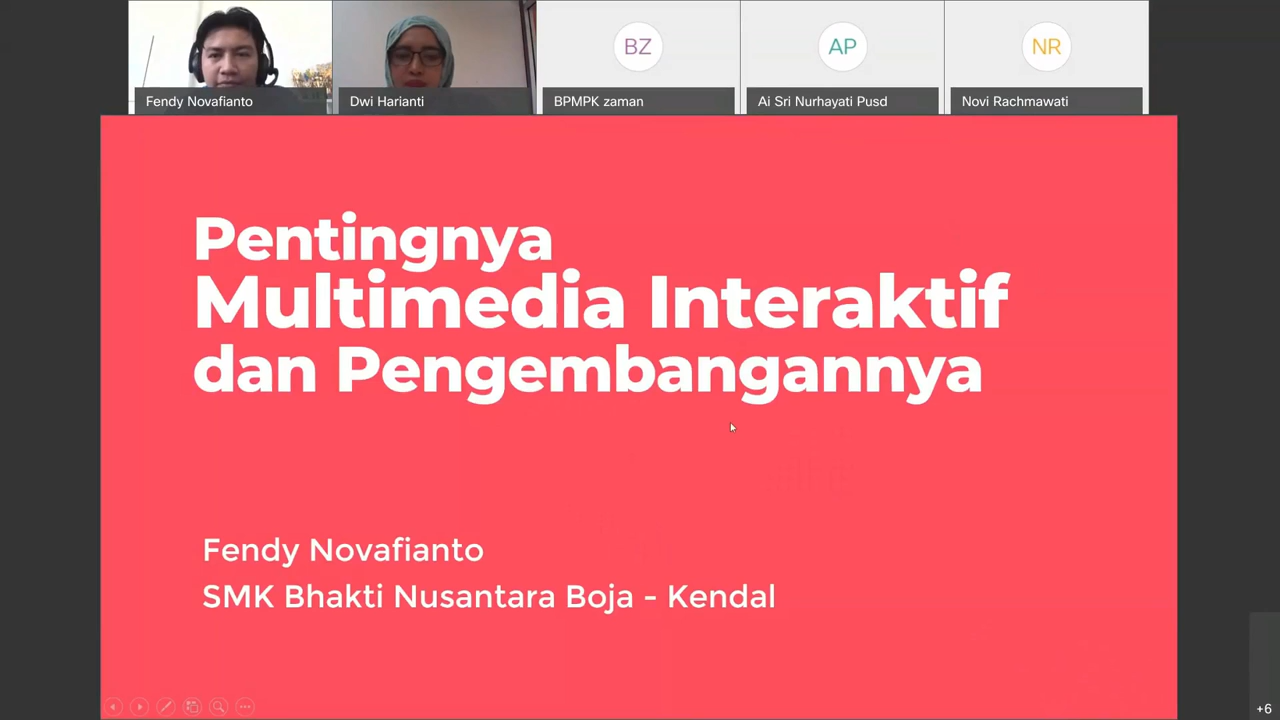 BZ
AP
NR
Fendy Novafianto
Dwi Harianti
BPMPK zaman
Ai Sri Nurhayati Pusd
Novi Rachmawati
Pentingnya
Multimedia Interaktif
dan Pengembangannya
Fendy Novafianto
SMK Bhakti Nusantara Boja - Kendal
+6